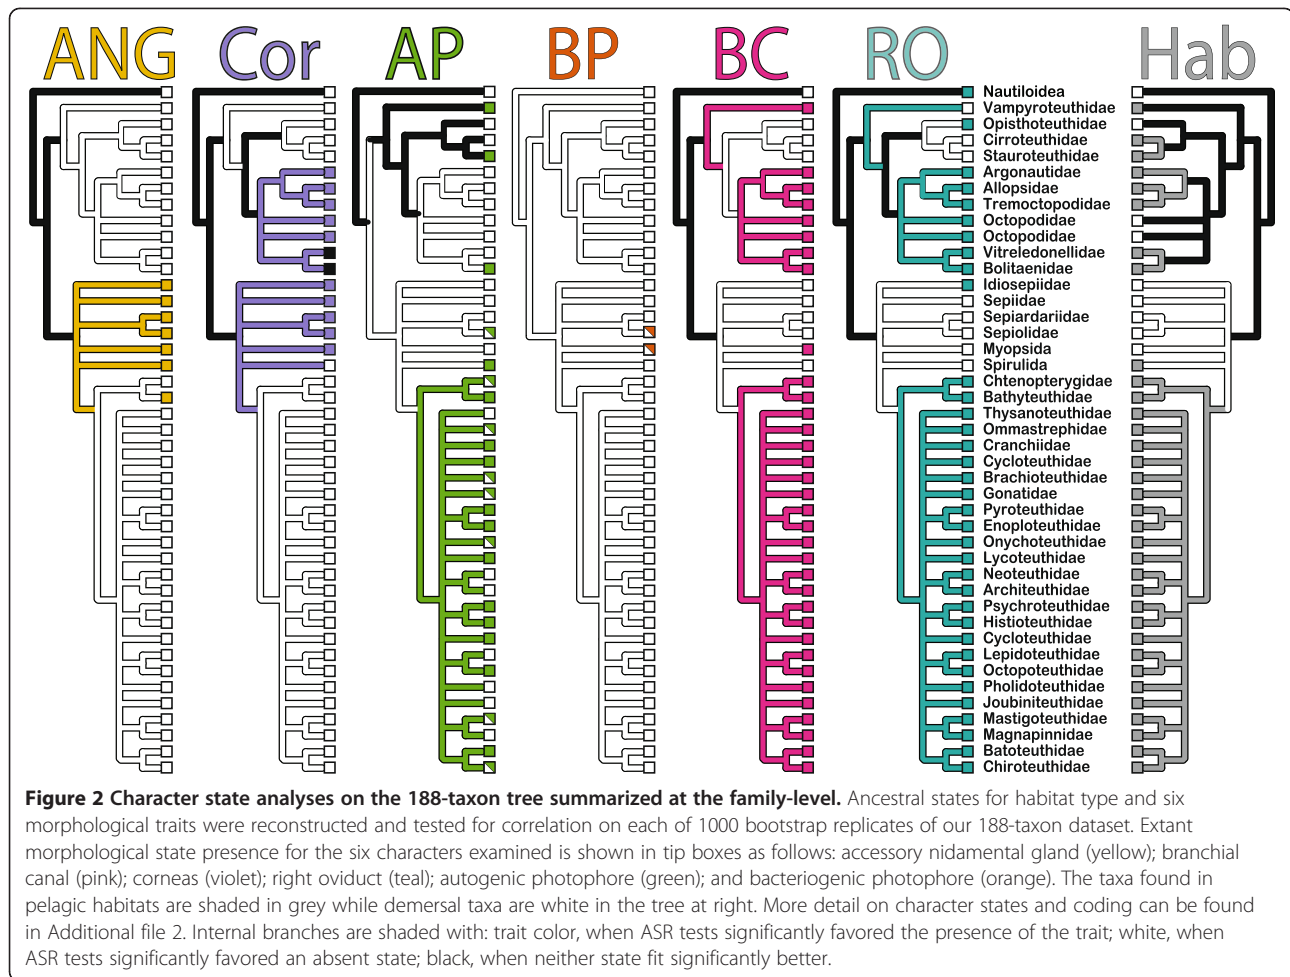 ANG Cor AP BP BC RO Hab
Nautiloidea
Vampyroteuthidae
Opisthoteuthidae
Cirroteuthidae
Stauroteuthidae
Argonautidae
Allopsidae
Tremoctopodidae
Octopodidae
Octopodidae
Vitreledonellidae
Bolitaenidae
Idiosepiidae
Sepiidae
Sepiardariidae
Sepiolidae
Myopsida
Spirulida
Chtenopterygidae
Bathyteuthidae
Thysanoteuthidae
Ommastrephidae
Cranchiidae
Cycloteuthidae
Brachioteuthidae
Gonatidae
Pyroteuthidae
Enoploteuthidae
Onychoteuthidae
Lycoteuthidae
Neoteuthidae
Architeuthidae
Psychroteuthidae
Histioteuthidae
Cycloteuthidae
Lepidoteuthidae
Octopoteuthidae
Pholidoteuthidae
Joubiniteuthidae
Mastigoteuthidae
Magnapinnidae
Batoteuthidae
Chiroteuthidae
Figure 2 Character state analyses on the 188-taxon tree summarized at the family-level. Ancestral states for habitat type and six
morphological traits were reconstructed and tested for correlation on each of 1000 bootstrap replicates of our 188-taxon dataset. Extant
morphological state presence for the six characters examined is shown in tip boxes as follows: accessory nidamental gland (yellow); branchial
canal (pink); corneas (violet); right oviduct (teal); autogenic photophore (green); and bacteriogenic photophore (orange). The taxa found in
pelagic habitats are shaded in grey while demersal taxa are white in the tree at right. More detail on character states and coding can be found
in Additional file 2. Internal branches are shaded with: trait color, when ASR tests significantly favored the presence of the trait; white, when
ASR tests significantly favored an absent state; black, when neither state fit significantly better.